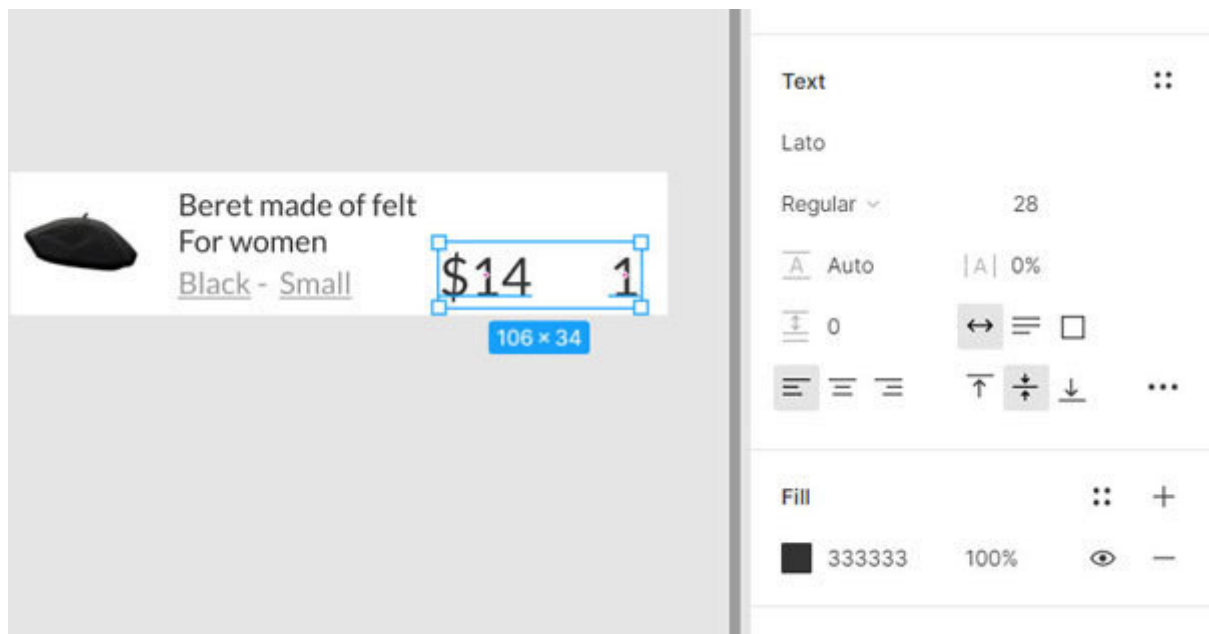 Beret made of felt
For women
Black - Small
$14 1
106 × 34
Text
Lato
Regular 28
A Auto |A| 0%
0
Fill
333333 100%